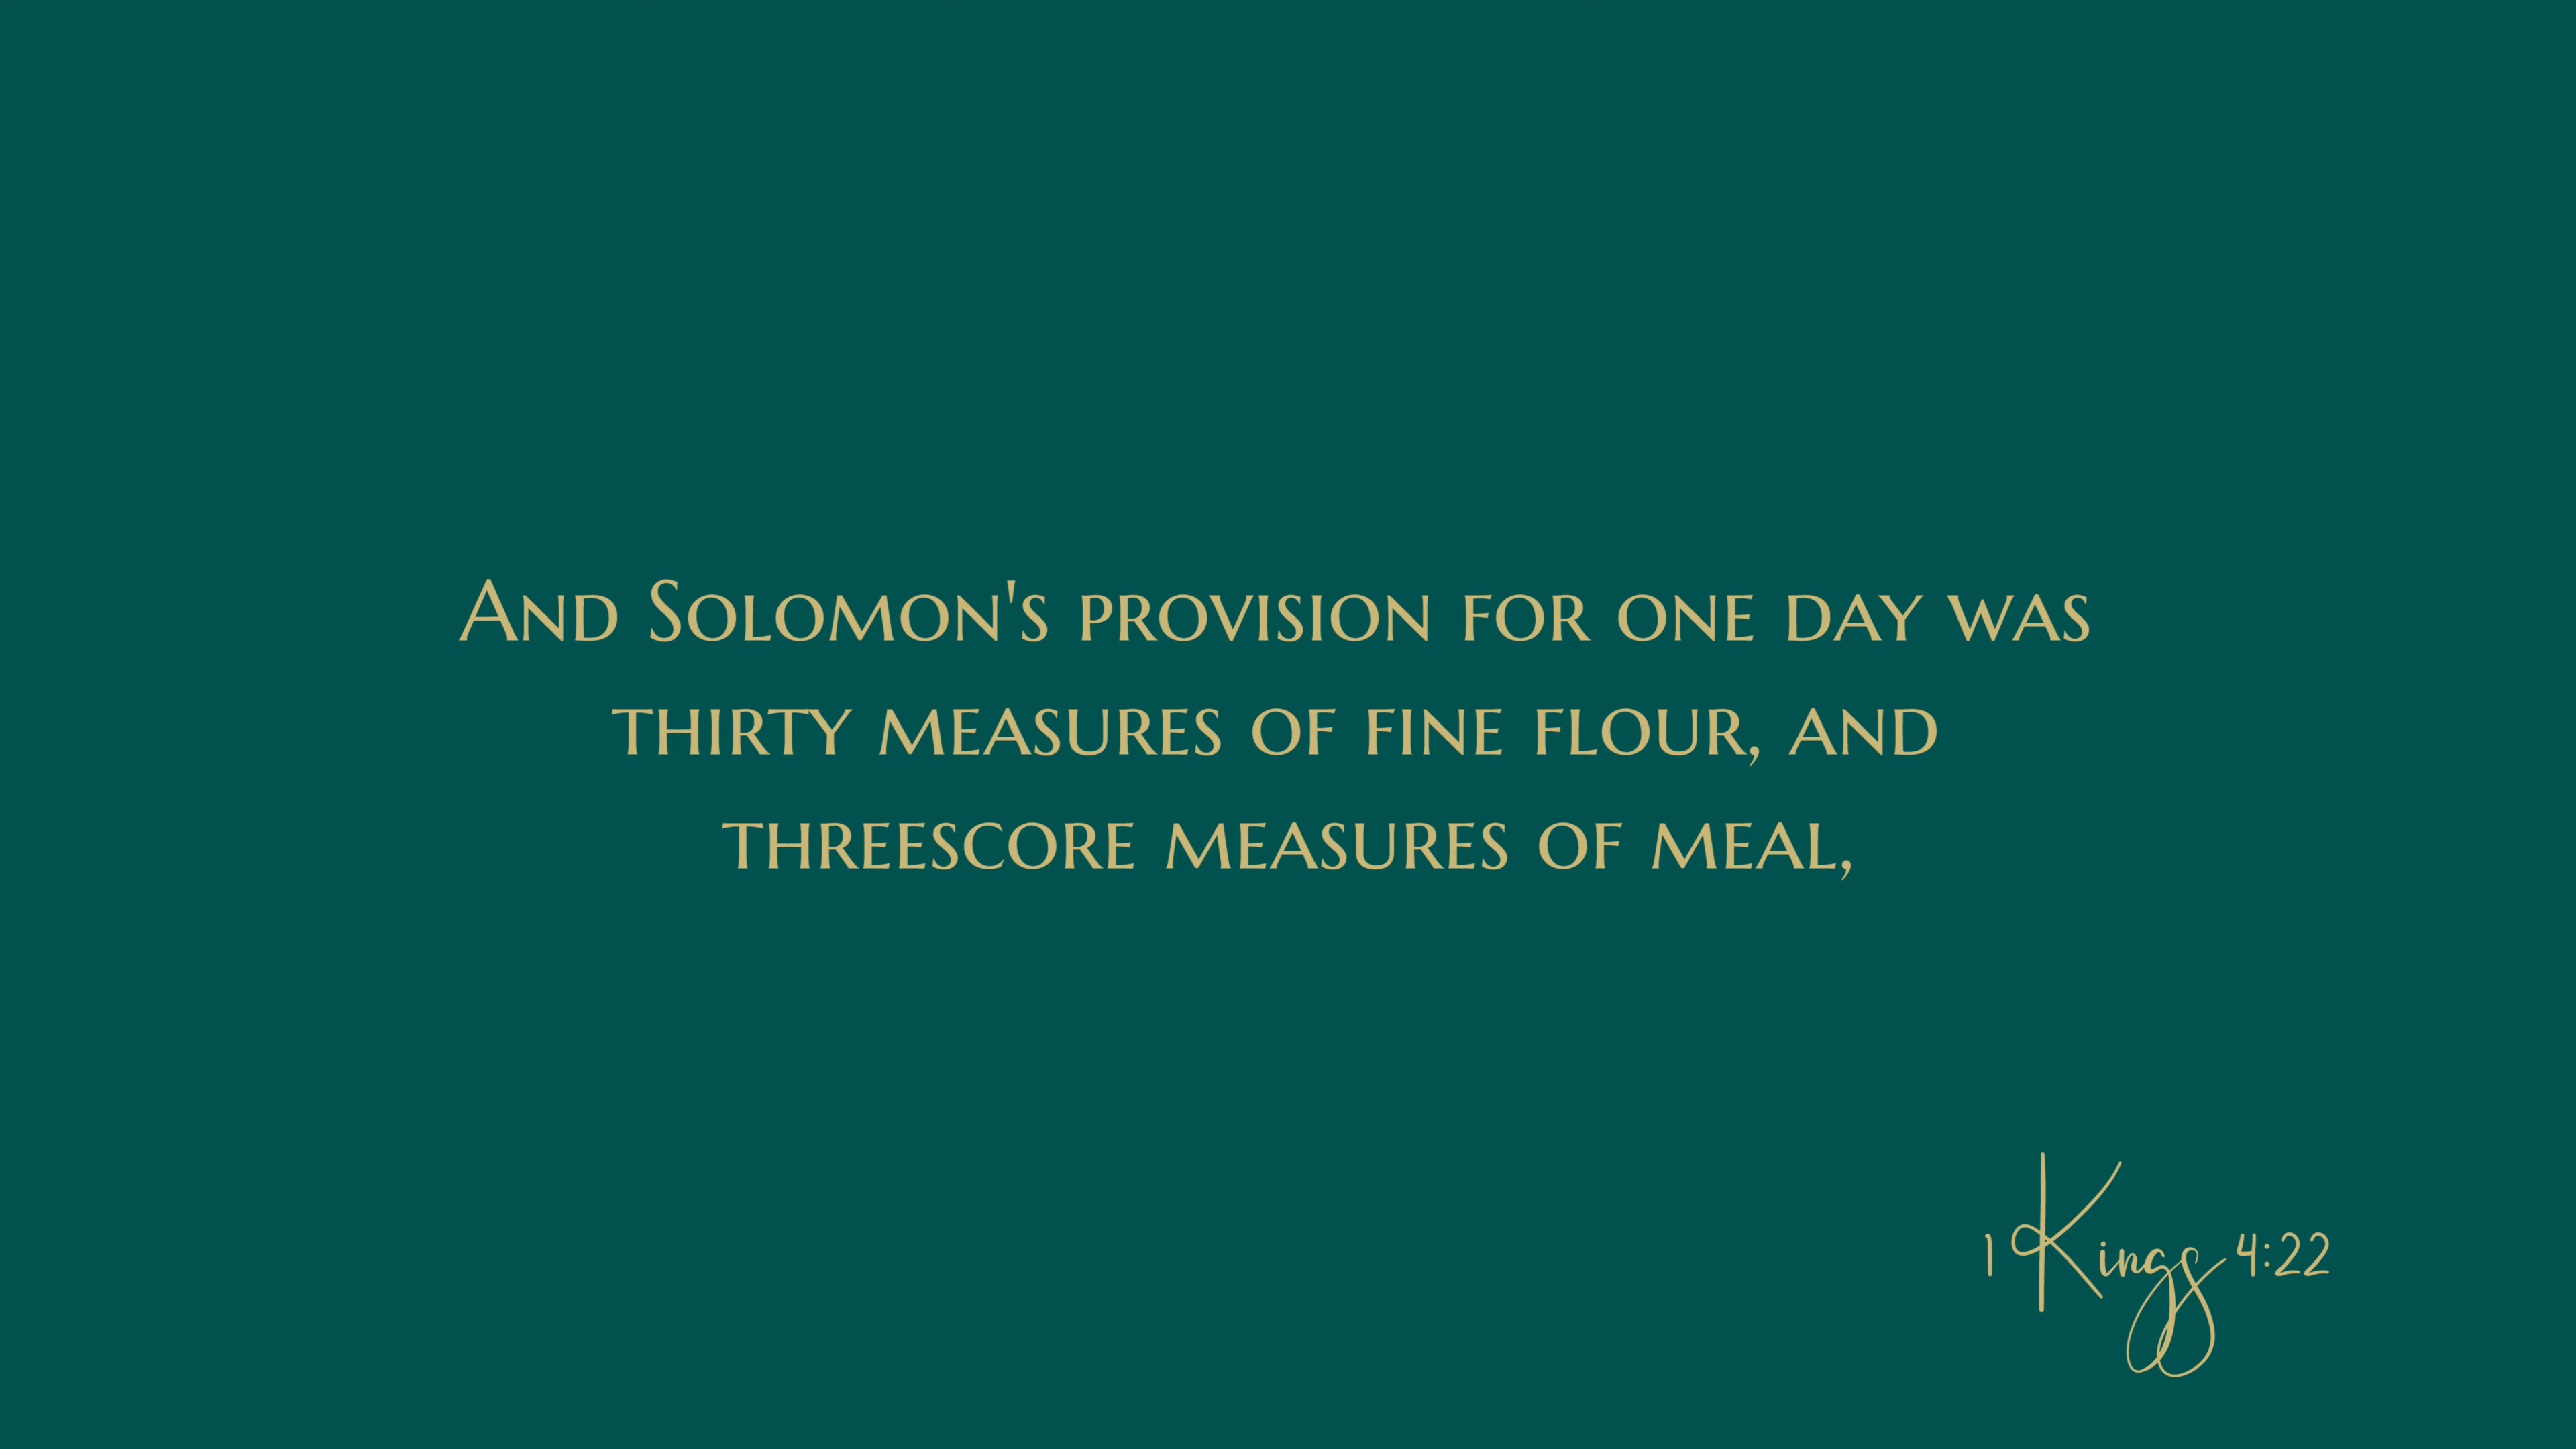 And Solomon's provision for one day was
thirty measures of fine flour, and
threescore measures of meal,
1 Kings 4:22